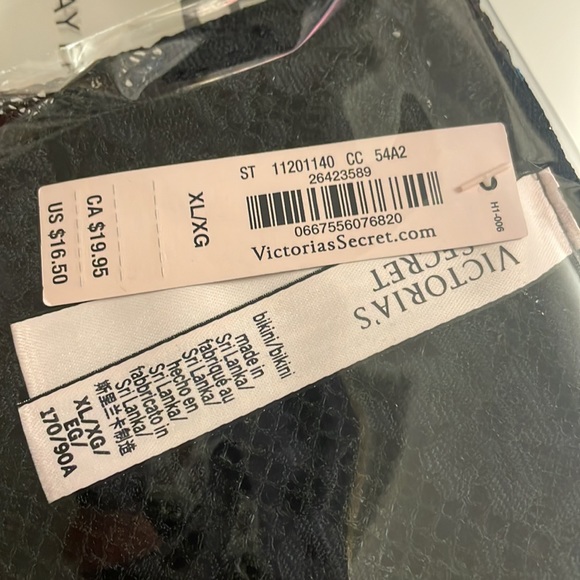 AY
ST 11201140 CC 54A2
26423589
0667556076820
VictoriasSecret.com
XL/XG
CA $19.95
US $16.50
H1-006
VICTORIA'S
SECRET
bikini/bikini
made in
Sri Lanka/
fabriqué au
Sri Lanka/
hecho en
Sri Lanka/
fabbricato in
Sri Lanka/
斯里兰卡制造
XL/XG/
EG/
170/90A